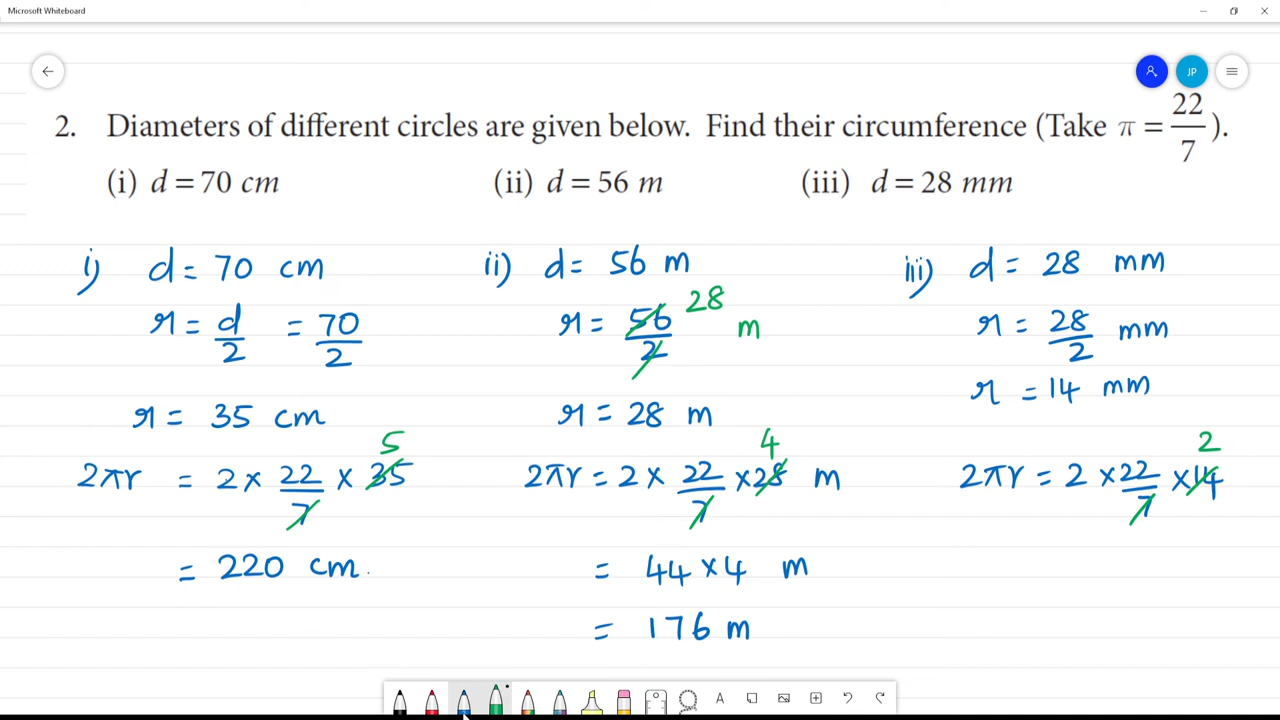 Microsoft Whiteboard
JP
2. Diameters of different circles are given below. Find their circumference (Take π = 22/7).
(i) d = 70 cm (ii) d = 56 m (iii) d = 28 mm
i) d = 70 cm
r = d/2 = 70/2
r = 35 cm
2πr = 2 × 22/7 × 35 5
= 220 cm.
ii) d = 56 m
r = 56/2 28 m
r = 28 m
2πr = 2 × 22/7 × 28 4 m
= 44 × 4 m
= 176 m
iii) d = 28 mm
r = 28/2 mm
r = 14 mm
2πr = 2 × 22/7 × 14 2
A